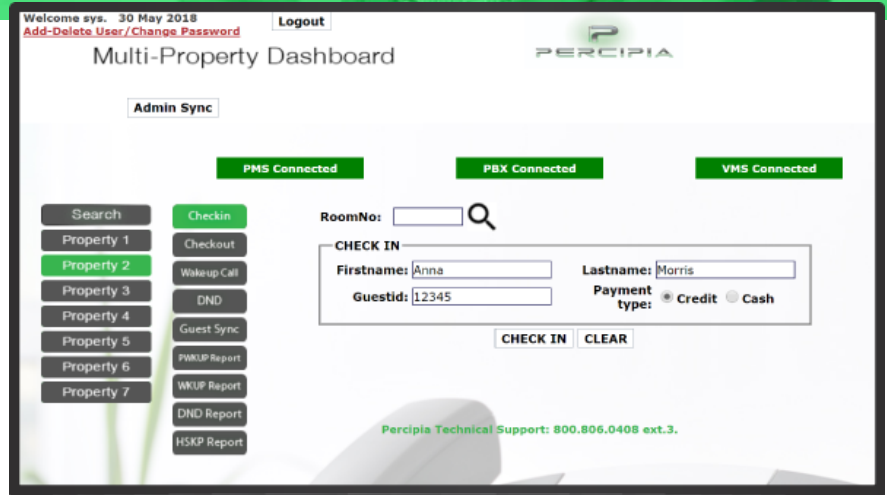 Welcome sys. 30 May 2018
Logout
Add-Delete User/Change Password
Multi-Property Dashboard
PERCIPIA
Admin Sync
PMS Connected
PBX Connected
VMS Connected
Search
Property 1
Property 2
Property 3
Property 4
Property 5
Property 6
Property 7
Checkin
Checkout
Wakeup Call
DND
Guest Sync
PWKUP Report
WKUP Report
DND Report
HSKP Report
RoomNo:
CHECK IN
Firstname: Anna
Lastname: Morris
Guestid: 12345
Payment type: Credit Cash
CHECK IN CLEAR
Percipia Technical Support: 800.806.0408 ext.3.